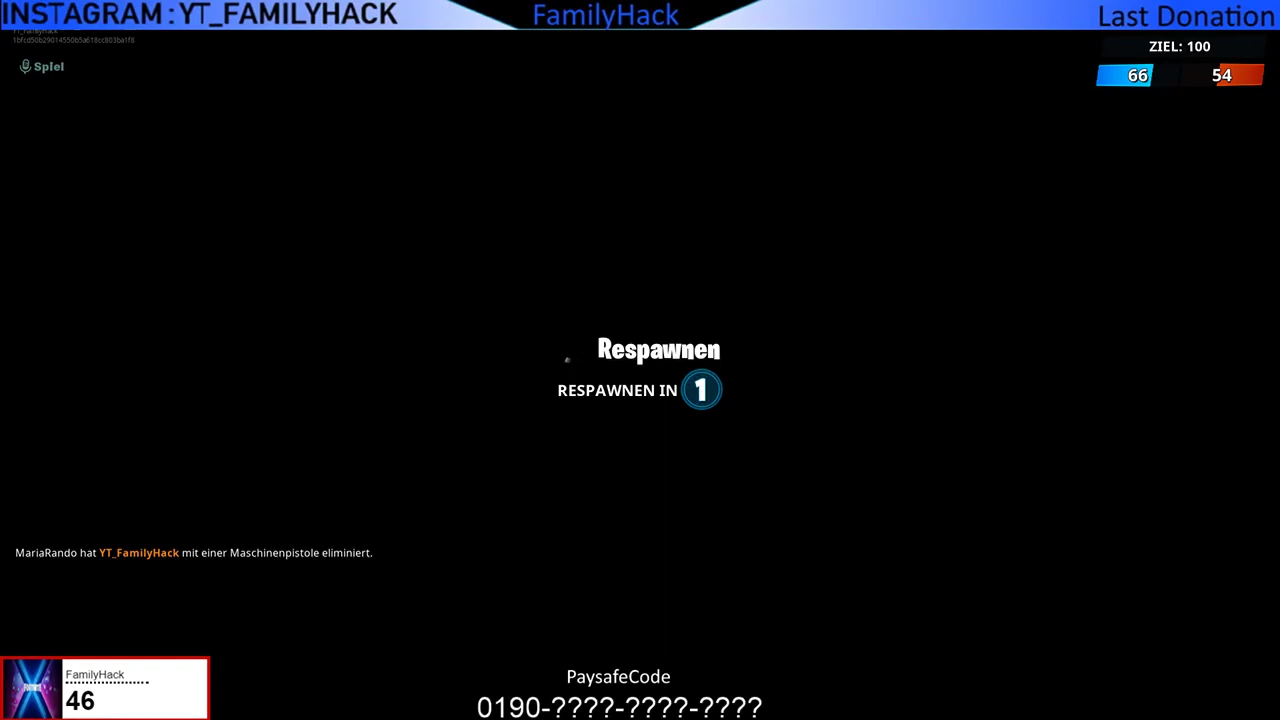 INSTAGRAM : YT_FAMILYHACK
FamilyHack
Last Donation
YT_FamilyHack
ZIEL: 100
Spiel
66
54
Respawnen
RESPAWNEN IN 1
MariaRando hat YT_FamilyHack mit einer Maschinenpistole eliminiert.
FamilyHack
46
PaysafeCode
0190-????-????-????